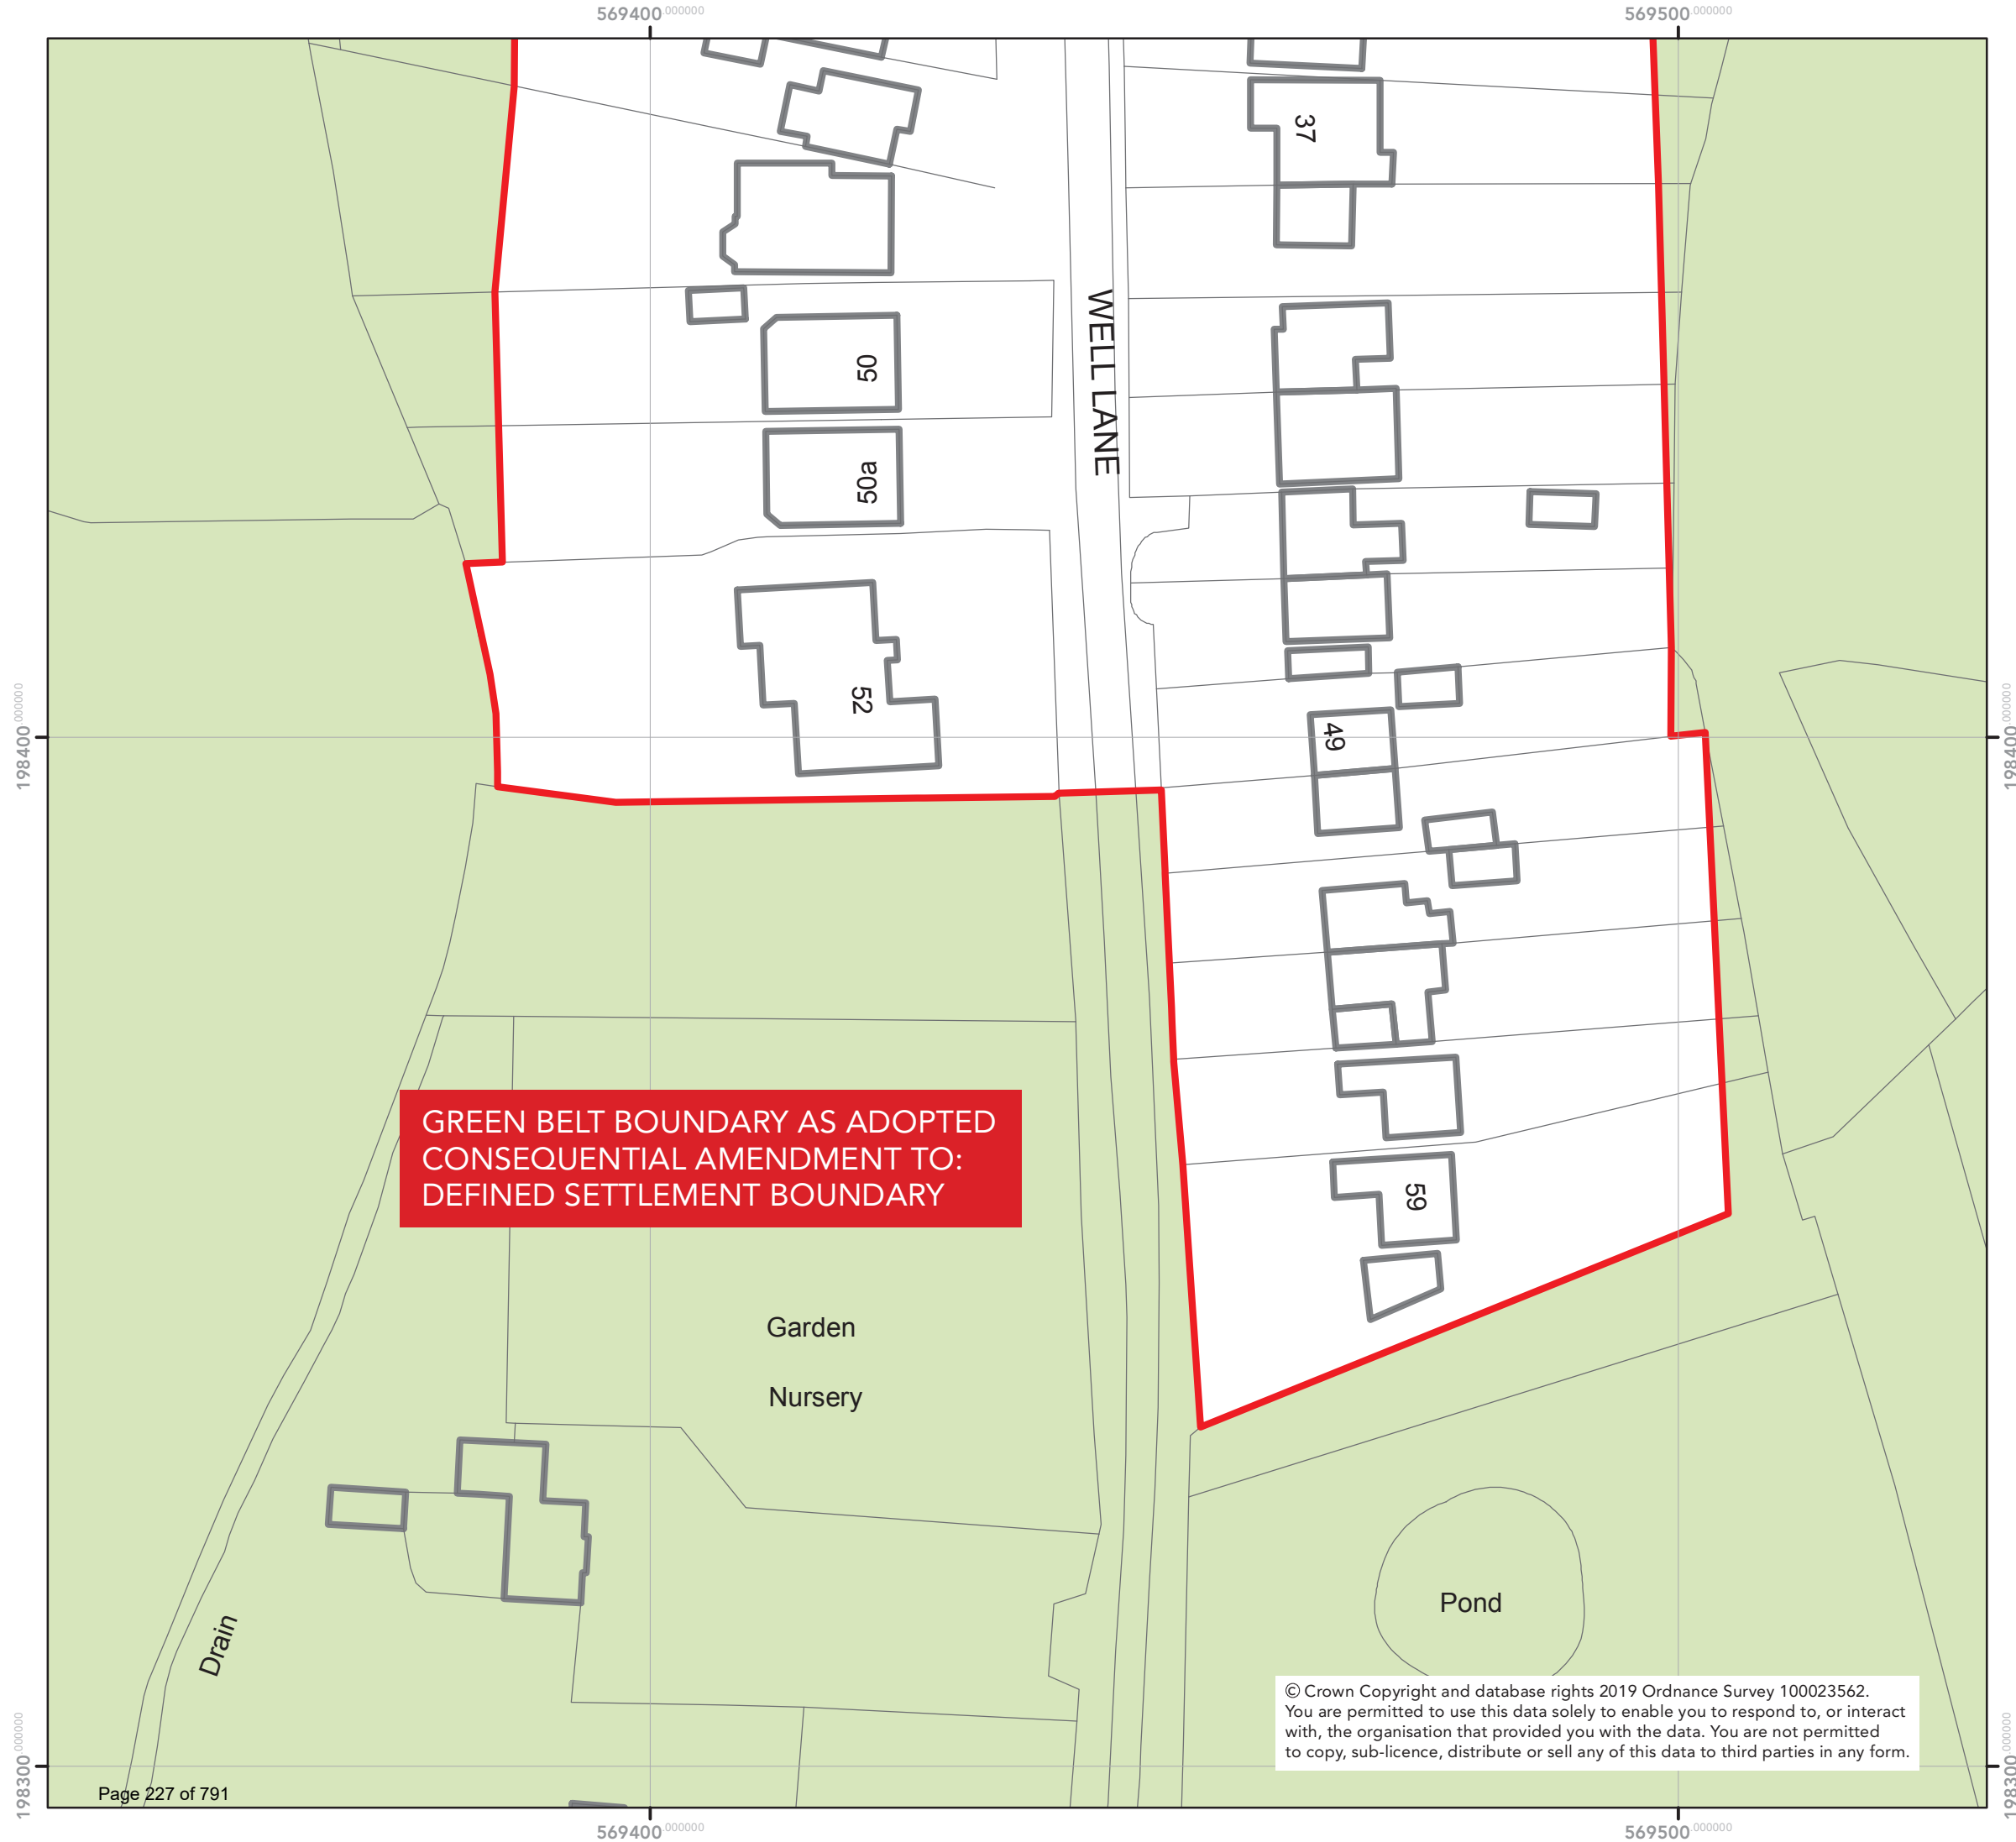 569400.000000
569500.000000
37
WELL LANE
50
50a
52
198400.000000
198400.000000
49
GREEN BELT BOUNDARY AS ADOPTED
CONSEQUENTIAL AMENDMENT TO:
DEFINED SETTLEMENT BOUNDARY
59
Garden
Nursery
Drain
Pond
© Crown Copyright and database rights 2019 Ordnance Survey 100023562.
You are permitted to use this data solely to enable you to respond to, or interact
with, the organisation that provided you with the data. You are not permitted
to copy, sub-licence, distribute or sell any of this data to third parties in any form.
198300.000000
198300.000000
Page 227 of 791
569400.000000
569500.000000